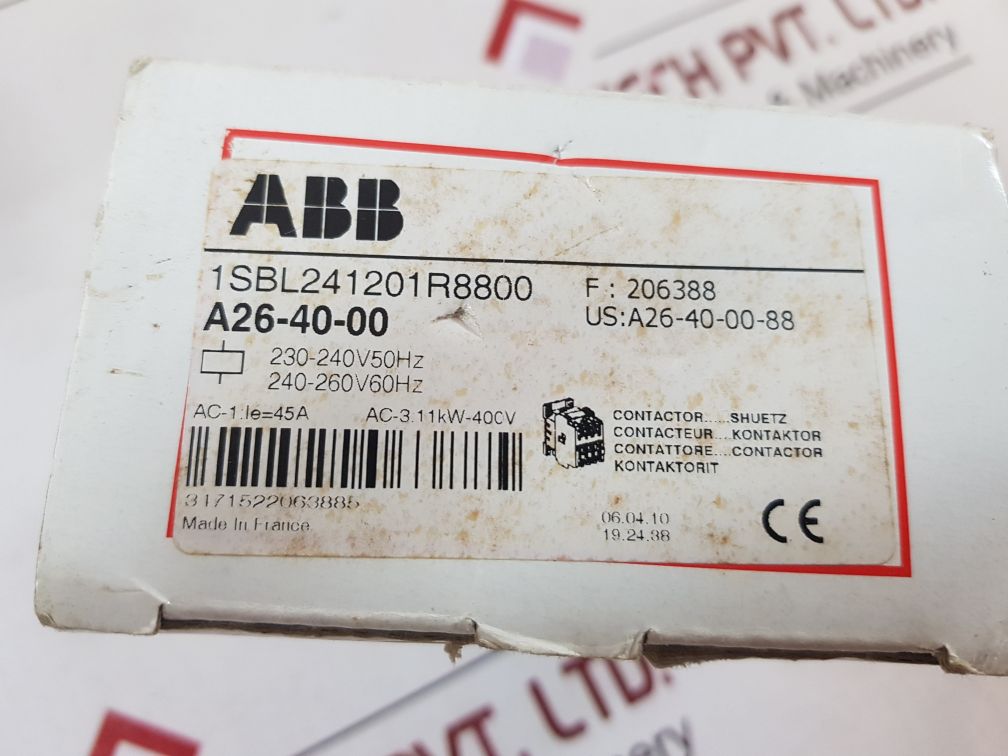 TECH PVT. LTD.
& Machinery
ABB
1SBL241201R8800
F : 206388
A26-40-00
US:A26-40-00-88
230-240V50Hz
240-260V60Hz
AC-1:Ie=45A
AC-3.11kW-400V
CONTACTOR......SHUETZ
CONTACTEUR....KONTAKTOR
CONTATTORE....CONTACTOR
KONTAKTORIT
3471522063885
Made In France
06.04.10
19.24.38
CE
PVT. LTD.